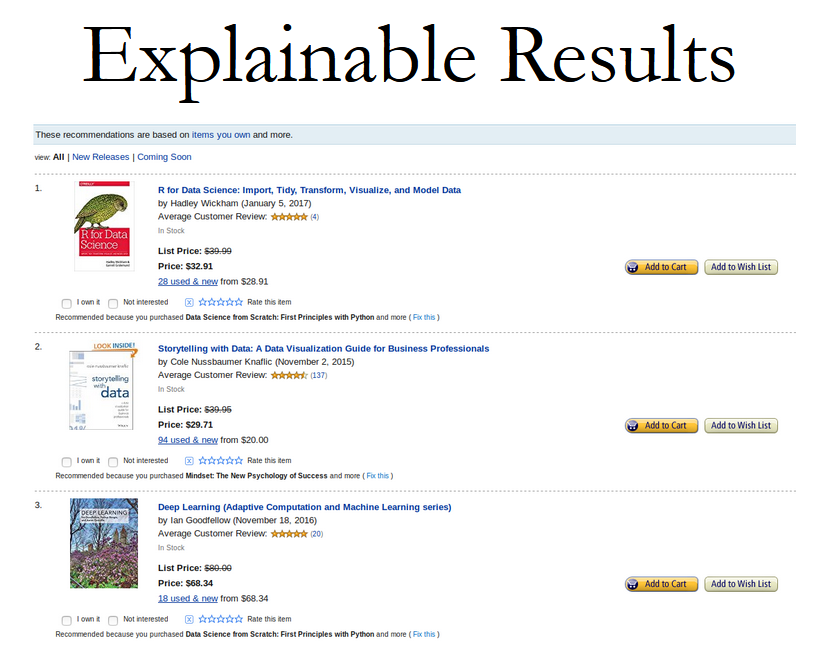 Explainable Results
These recommendations are based on items you own and more.
view: All | New Releases | Coming Soon
1.
O'REILLY
R for Data
Science
R for Data Science: Import, Tidy, Transform, Visualize, and Model Data
by Hadley Wickham (January 5, 2017)
Average Customer Review: (4)
In Stock
List Price: $39.99
Price: $32.91
28 used & new from $28.91
Add to Cart Add to Wish List
I own it Not interested X Rate this item
Recommended because you purchased Data Science from Scratch: First Principles with Python and more ( Fix this )
2.
LOOK INSIDE!
storytelling
with
data
Storytelling with Data: A Data Visualization Guide for Business Professionals
by Cole Nussbaumer Knaflic (November 2, 2015)
Average Customer Review: (137)
In Stock
List Price: $39.95
Price: $29.71
94 used & new from $20.00
Add to Cart Add to Wish List
I own it Not interested X Rate this item
Recommended because you purchased Mindset: The New Psychology of Success and more ( Fix this )
3.
DEEP LEARNING
Deep Learning (Adaptive Computation and Machine Learning series)
by Ian Goodfellow (November 18, 2016)
Average Customer Review: (20)
In Stock
List Price: $80.00
Price: $68.34
18 used & new from $68.34
Add to Cart Add to Wish List
I own it Not interested X Rate this item
Recommended because you purchased Data Science from Scratch: First Principles with Python and more ( Fix this )